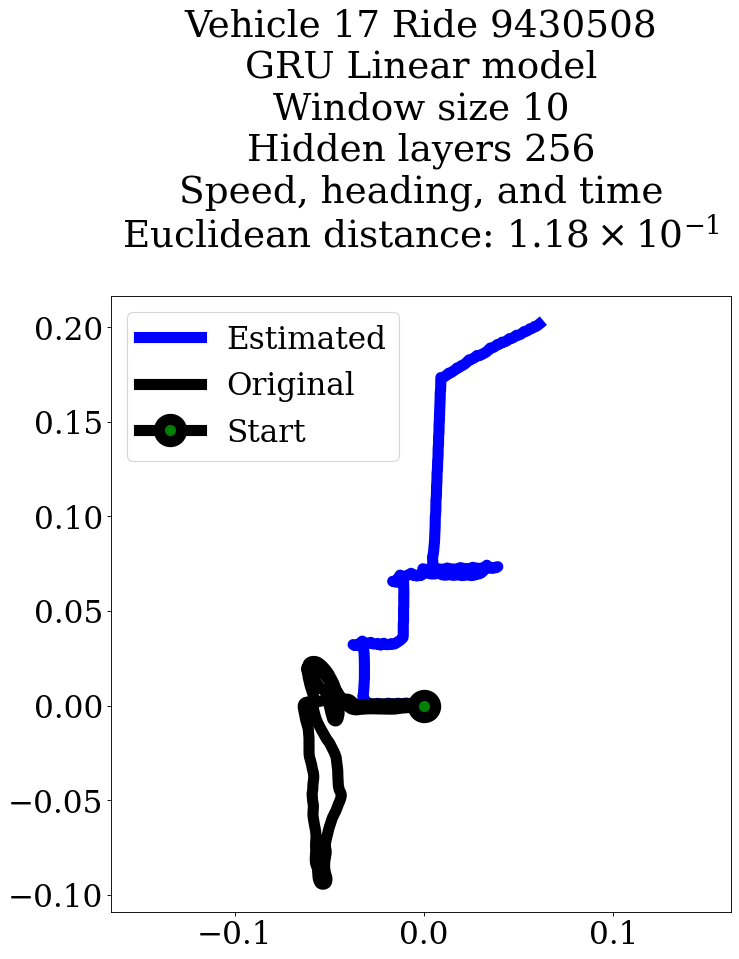 Vehicle 17 Ride 9430508
GRU Linear model
Window size 10
Hidden layers 256
Speed, heading, and time
Euclidean distance: 1.18 × 10⁻¹
Estimated
Original
Start
0.20
0.15
0.10
0.05
0.00
−0.05
−0.10
−0.1
0.0
0.1